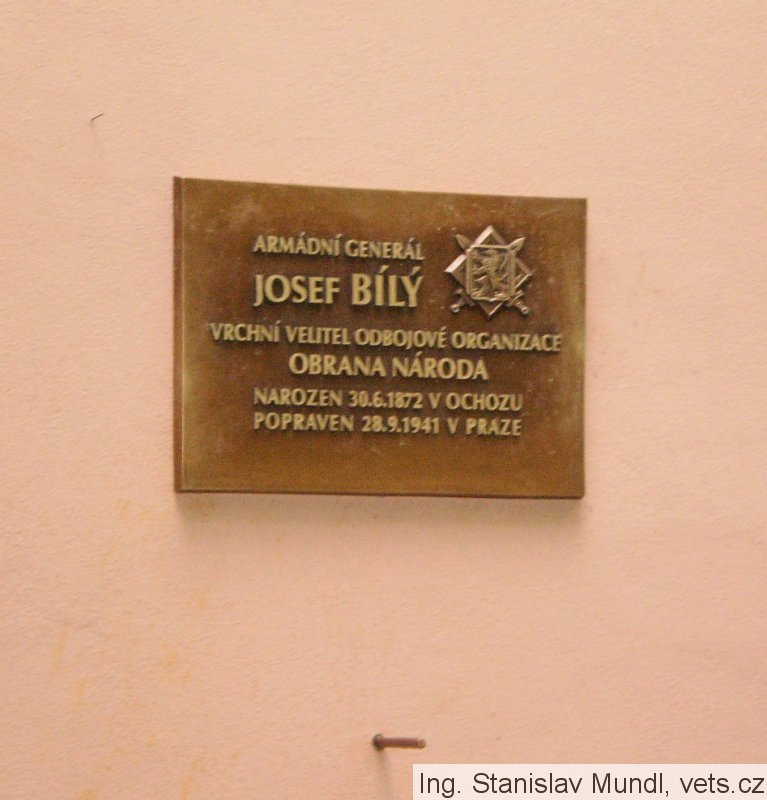 ARMÁDNÍ GENERÁL
JOSEF BÍLÝ
VRCHNÍ VELITEL ODBOJOVÉ ORGANIZACE
OBRANA NÁRODA
NAROZEN 30.6.1872 V OCHOZU
POPRAVEN 28.9.1941 V PRAZE
Ing. Stanislav Mundl, vets.cz